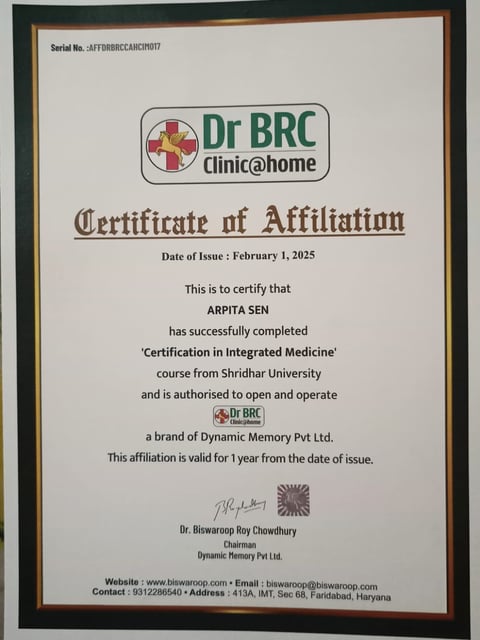 Serial No. :AFFDRBRCCAHCIM017
Dr BRC
Clinic@home
Certificate of Affiliation
Date of Issue : February 1, 2025
This is to certify that
ARPITA SEN
has successfully completed
'Certification in Integrated Medicine'
course from Shridhar University
and is authorised to open and operate
Dr BRC
Clinic@home
a brand of Dynamic Memory Pvt Ltd.
This affiliation is valid for 1 year from the date of issue.
Dr. Biswaroop Roy Chowdhury
Chairman
Dynamic Memory Pvt Ltd.
Website : www.biswaroop.com • Email : biswaroop@biswaroop.com
Contact : 9312286540 • Address : 413A, IMT, Sec 68, Faridabad, Haryana